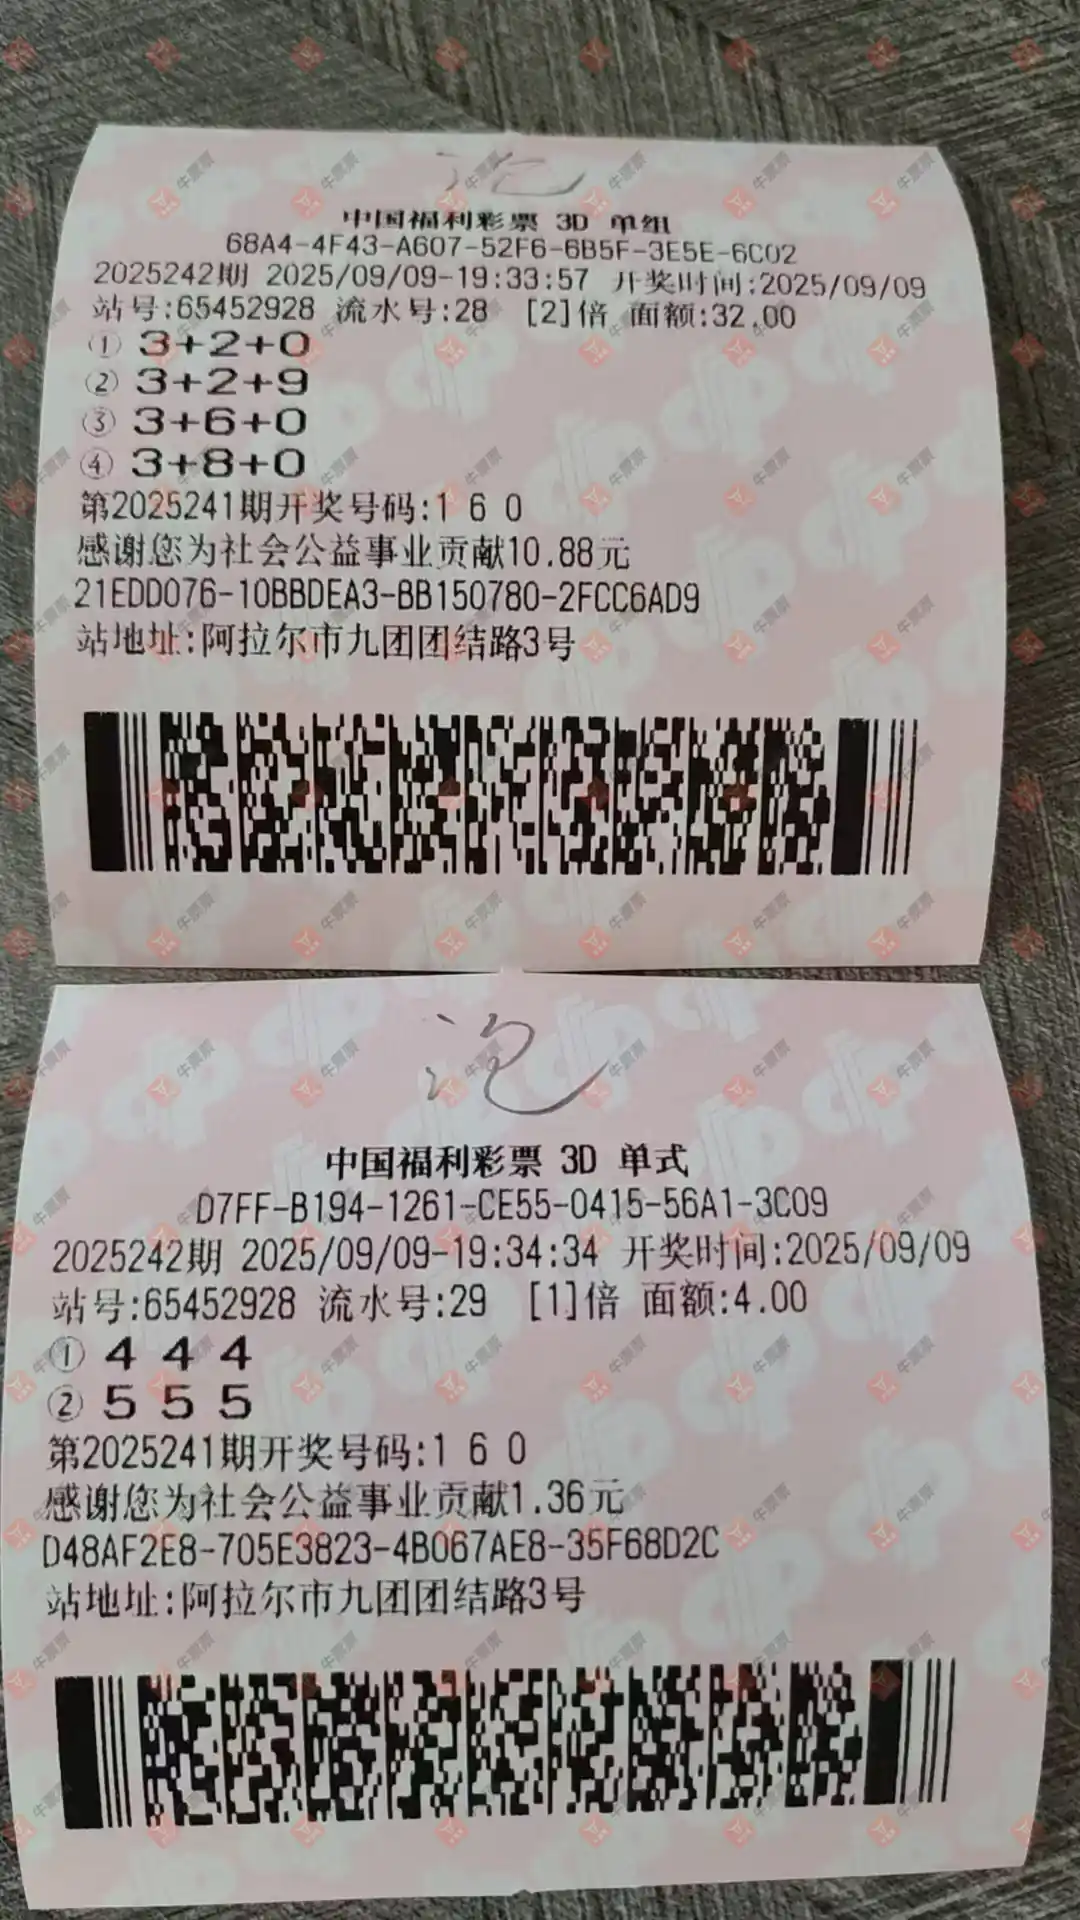 泡
中国福利彩票 3D 单组
68A4-4F43-A607-52F6-6B5F-3E5E-6C02
2025242期 2025/09/09-19:33:57 开奖时间:2025/09/09
站号:65452928 流水号:28 [2]倍 面额:32.00
① 3+2+0
② 3+2+9
③ 3+6+0
④ 3+8+0
第2025241期开奖号码:1 6 0
感谢您为社会公益事业贡献10.88元
21EDD076-10BBDEA3-BB150780-2FCC6AD9
站地址:阿拉尔市九团团结路3号
泡
中国福利彩票 3D 单式
D7FF-B194-1261-CE55-0415-56A1-3C09
2025242期 2025/09/09-19:34:34 开奖时间:2025/09/09
站号:65452928 流水号:29 [1]倍 面额:4.00
① 4 4 4
② 5 5 5
第2025241期开奖号码:1 6 0
感谢您为社会公益事业贡献1.36元
D48AF2E8-705E3823-4B067AE8-35F68D2C
站地址:阿拉尔市九团团结路3号
牛票票